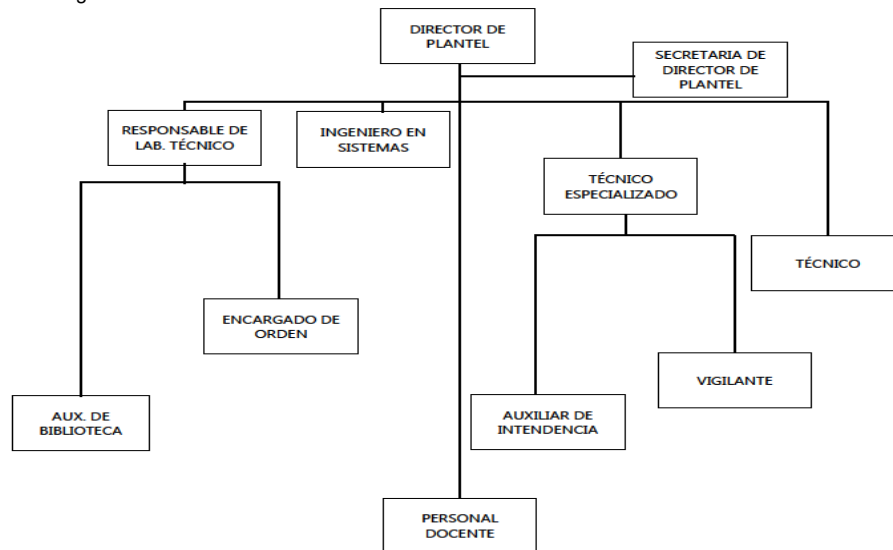 DIRECTOR DE
PLANTEL
SECRETARIA DE
DIRECTOR DE
PLANTEL
RESPONSABLE DE
LAB. TÉCNICO
INGENIERO EN
SISTEMAS
TÉCNICO
ESPECIALIZADO
TÉCNICO
ENCARGADO DE
ORDEN
VIGILANTE
AUX. DE
BIBLIOTECA
AUXILIAR DE
INTENDENCIA
PERSONAL
DOCENTE